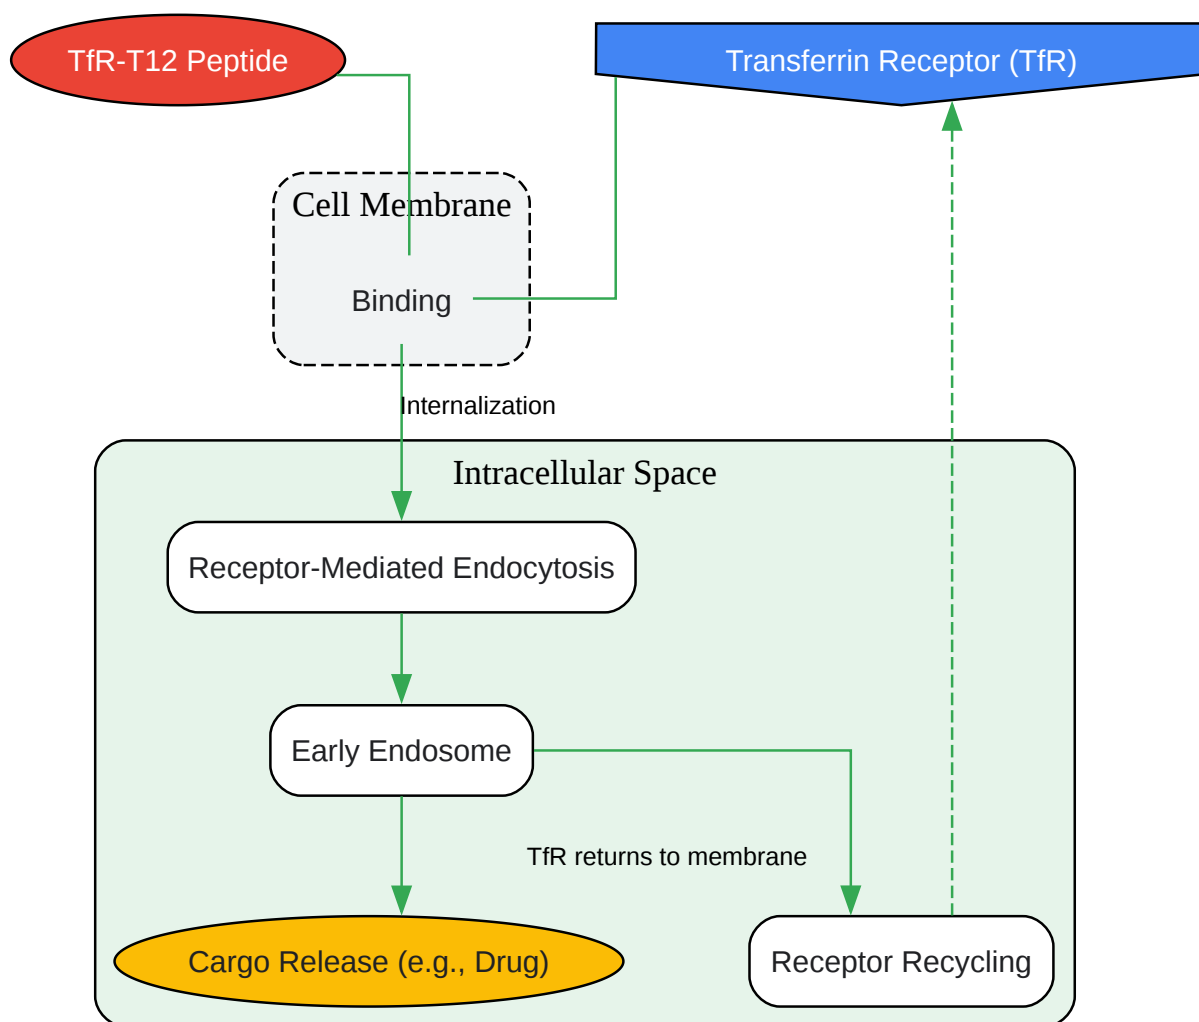 TfR-T12 Peptide
Transferrin Receptor (TfR)
Cell Membrane
Binding
Internalization
Intracellular Space
Receptor-Mediated Endocytosis
Early Endosome
TfR returns to membrane
Cargo Release (e.g., Drug)
Receptor Recycling